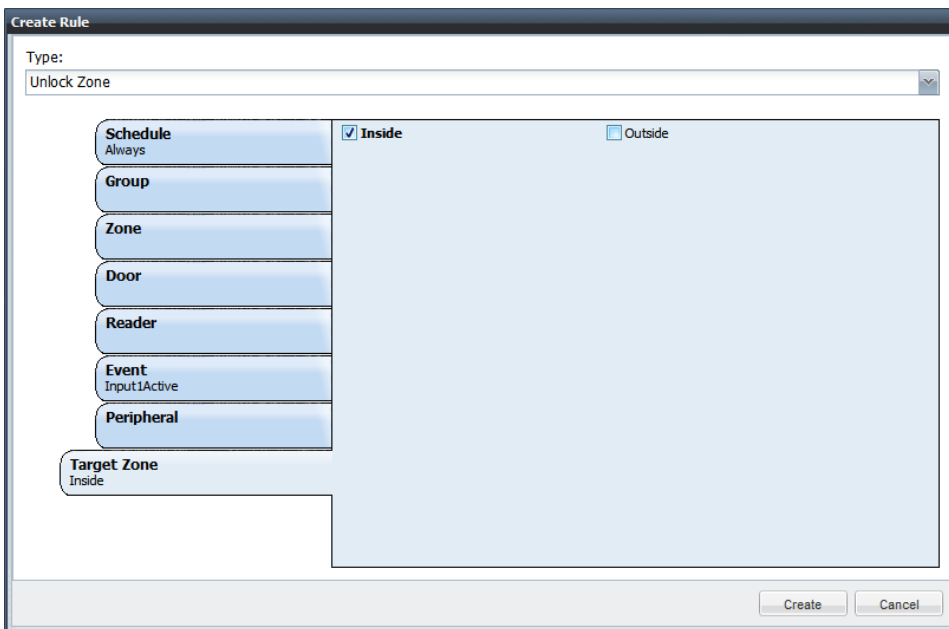 Create Rule
Type:
Unlock Zone
Schedule
Always
Group
Zone
Door
Reader
Event
Input1Active
Peripheral
Target Zone
Inside
Inside Outside
Create Cancel